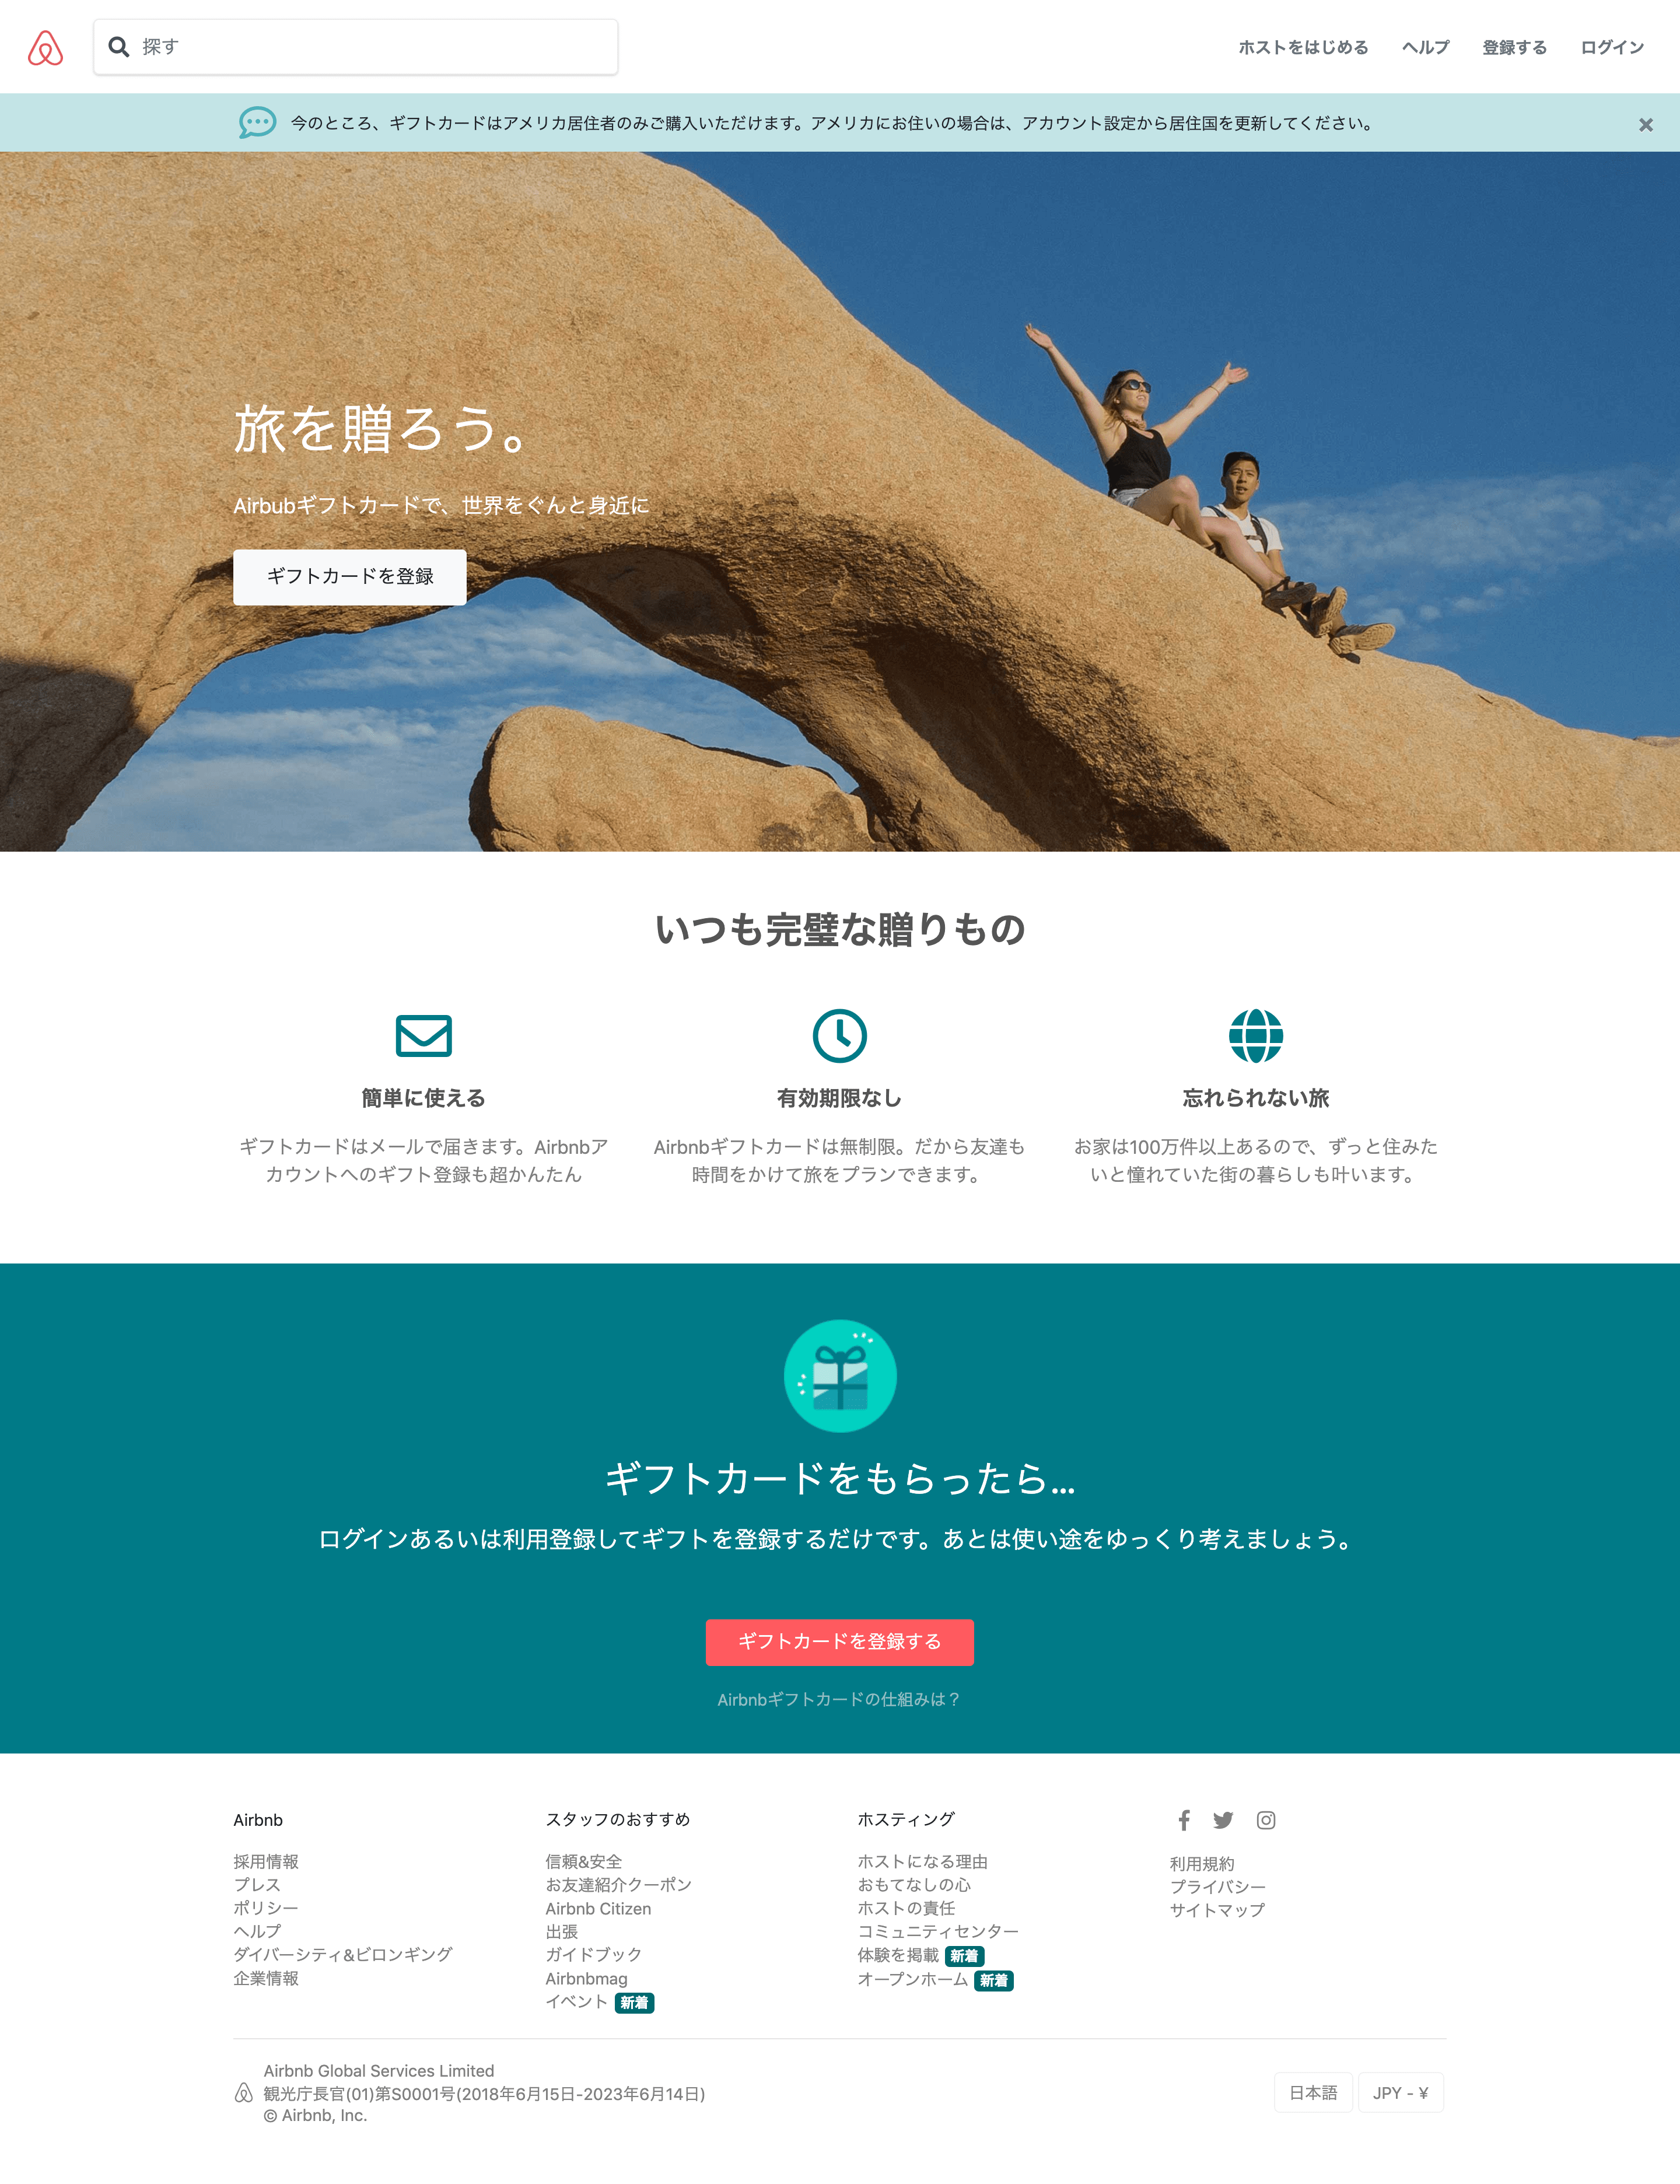 探す
ホストをはじめる
ヘルプ
登録する
ログイン
今のところ、ギフトカードはアメリカ居住者のみご購入いただけます。アメリカにお住いの場合は、アカウント設定から居住国を更新してください。
旅を贈ろう。
Airbubギフトカードで、世界をぐんと身近に
ギフトカードを登録
いつも完璧な贈りもの
簡単に使える
ギフトカードはメールで届きます。Airbnbア
カウントへのギフト登録も超かんたん
有効期限なし
Airbnbギフトカードは無制限。だから友達も
時間をかけて旅をプランできます。
忘れられない旅
お家は100万件以上あるので、ずっと住みた
いと憧れていた街の暮らしも叶います。
ギフトカードをもらったら...
ログインあるいは利用登録してギフトを登録するだけです。あとは使い途をゆっくり考えましょう。
ギフトカードを登録する
Airbnbギフトカードの仕組みは？
Airbnb
採用情報
プレス
ポリシー
ヘルプ
ダイバーシティ&ビロンギング
企業情報
スタッフのおすすめ
信頼&安全
お友達紹介クーポン
Airbnb Citizen
出張
ガイドブック
Airbnbmag
イベント 新着
ホスティング
ホストになる理由
おもてなしの心
ホストの責任
コミュニティセンター
体験を掲載 新着
オープンホーム 新着
利用規約
プライバシー
サイトマップ
Airbnb Global Services Limited
観光庁長官(01)第S0001号(2018年6月15日-2023年6月14日)
© Airbnb, Inc.
日本語
JPY - ¥